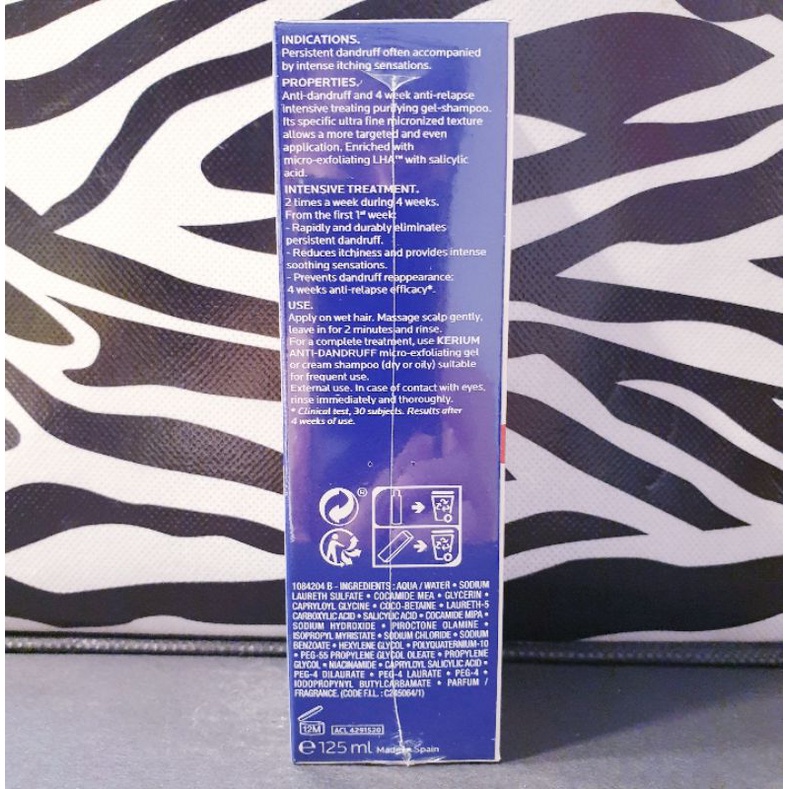 INDICATIONS.
Persistent dandruff often accompanied
by intense itching sensations.
PROPERTIES.
Anti-dandruff and 4 week anti-relapse
intensive treating purifying gel-shampoo.
Its specific ultra fine micronized texture
allows a more targeted and even
application. Enriched with
micro-exfoliating LHA™ with salicylic
acid.
INTENSIVE TREATMENT.
2 times a week during 4 weeks.
From the first 1st week:
- Rapidly and durably eliminates
persistent dandruff.
- Reduces itchiness and provides intense
soothing sensations.
- Prevents dandruff reappearance:
4 weeks anti-relapse efficacy*.
USE.
Apply on wet hair. Massage scalp gently,
leave in for 2 minutes and rinse.
For a complete treatment, use KERIUM
ANTI-DANDRUFF micro-exfoliating gel
or cream shampoo (dry or oily) suitable
for frequent use.
External use. In case of contact with eyes,
rinse immediately and thoroughly.
* Clinical test, 30 subjects. Results after
4 weeks of use.
®
1084204 B - INGREDIENTS : AQUA / WATER • SODIUM
LAURETH SULFATE • COCAMIDE MEA • GLYCERIN •
CAPRYLOYL GLYCINE • COCO-BETAINE • LAURETH-5
CARBOXYLIC ACID • SALICYLIC ACID • COCAMIDE MIPA •
SODIUM HYDROXIDE • PIROCTONE OLAMINE •
ISOPROPYL MYRISTATE • SODIUM CHLORIDE • SODIUM
BENZOATE • HEXYLENE GLYCOL • POLYQUATERNIUM-10
• PEG-55 PROPYLENE GLYCOL OLEATE • PROPYLENE
GLYCOL • NIACINAMIDE • CAPRYLOYL SALICYLIC ACID •
PEG-4 DILAURATE • PEG-4 LAURATE • PEG-4 •
IODOPROPYNYL BUTYLCARBAMATE • PARFUM /
FRAGRANCE. (CODE F.I.L. : C245064/1)
12M ACL 4291520
e 125 ml Made in Spain